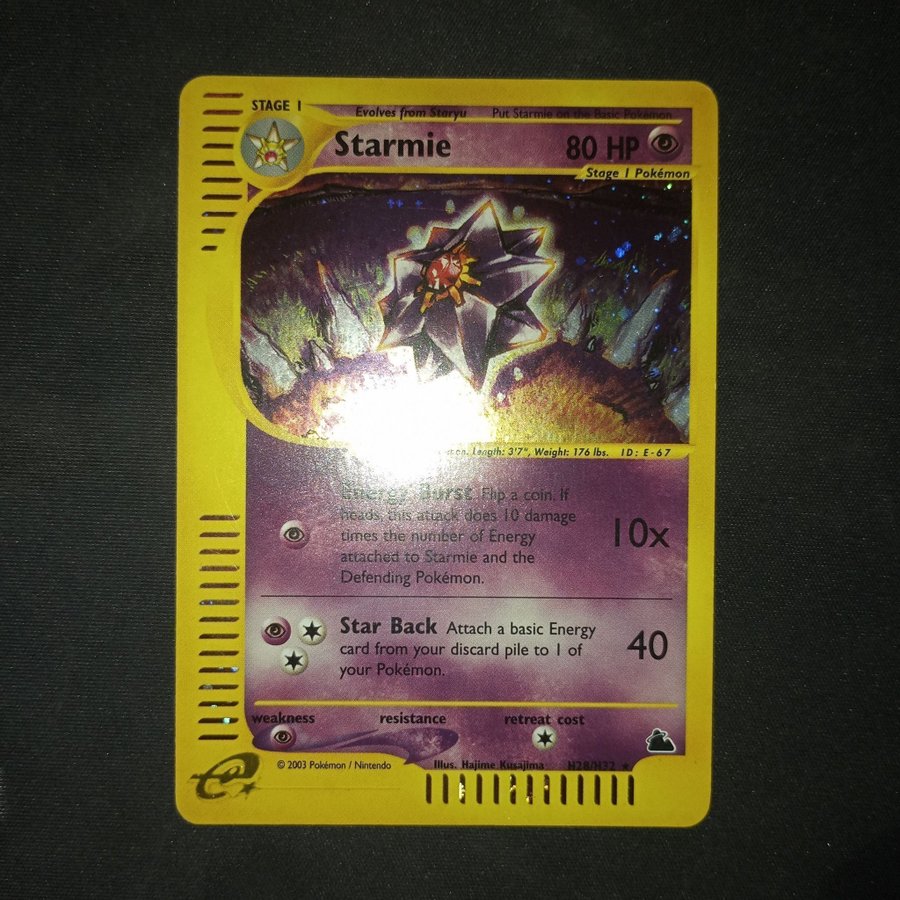 STAGE 1
Evolves from Staryu Put Starmie on the Basic Pokémon
Starmie 80 HP
Stage 1 Pokémon
Length: 3'7", Weight: 176 lbs. ID: E-67
Energy Burst Flip a coin. If
heads, this attack does 10 damage
times the number of Energy
attached to Starmie and the
Defending Pokémon.
10x
Star Back Attach a basic Energy
card from your discard pile to 1 of
your Pokémon.
40
weakness resistance retreat cost
© 2003 Pokémon / Nintendo Illus. Hajime Kusajima H28/H32
e